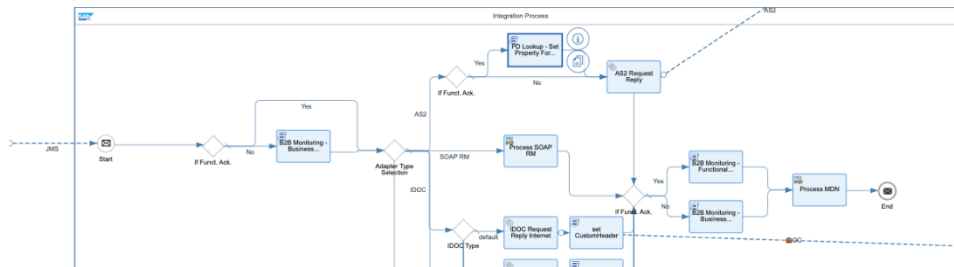 SAP
Integration Process
AS2
PD Lookup - Set
Property For...
Yes
No
If Funct. Ack.
AS2 Request
Reply
Yes
AS2
JMS
Start
If Funct. Ack.
No
B2B Monitoring -
Business...
Adapter Type
Selection
SOAP RM
Process SOAP
RM
IDOC
If Funct. Ack.
Yes
No
B2B Monitoring -
Functional...
B2B Monitoring -
Business...
Process MDN
End
IDOC Type
default
IDOC Request
Reply Internet
set
CustomHeader
IDOC